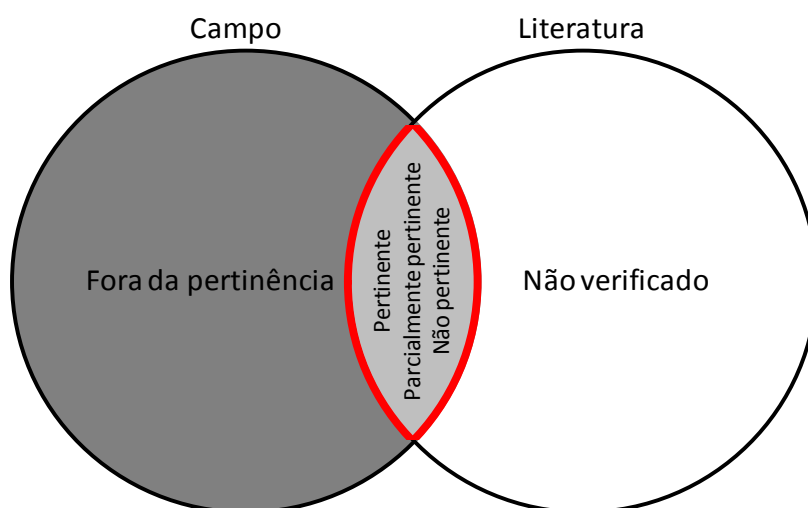 Campo
Literatura
Fora da pertinência
Pertinente
Parcialmente pertinente
Não pertinente
Não verificado